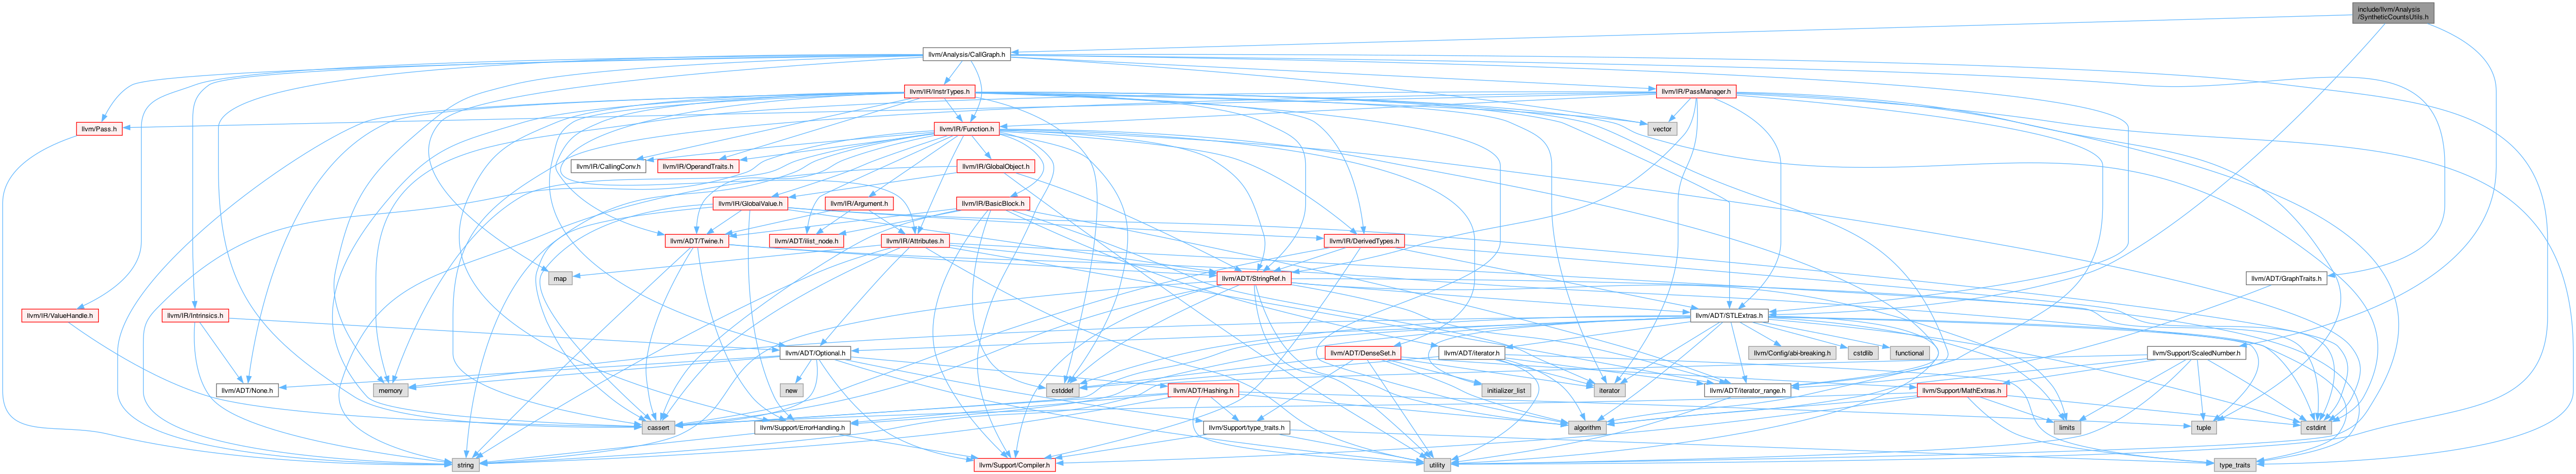 include/llvm/Analysis
/SyntheticCountsUtils.h
llvm/Analysis/CallGraph.h
llvm/IR/InstrTypes.h
llvm/IR/PassManager.h
llvm/Pass.h
llvm/IR/Function.h
vector
llvm/IR/CallingConv.h
llvm/IR/OperandTraits.h
llvm/IR/GlobalObject.h
llvm/IR/GlobalValue.h
llvm/IR/Argument.h
llvm/IR/BasicBlock.h
llvm/ADT/Twine.h
llvm/ADT/ilist_node.h
llvm/IR/Attributes.h
llvm/IR/DerivedTypes.h
map
llvm/ADT/StringRef.h
llvm/ADT/GraphTraits.h
llvm/IR/ValueHandle.h
llvm/IR/Intrinsics.h
llvm/ADT/STLExtras.h
llvm/ADT/Optional.h
llvm/ADT/DenseSet.h
llvm/ADT/iterator.h
llvm/Config/abi-breaking.h
cstdlib
functional
llvm/Support/ScaledNumber.h
llvm/ADT/None.h
memory
new
cstddef
llvm/ADT/Hashing.h
initializer_list
iterator
llvm/ADT/iterator_range.h
llvm/Support/MathExtras.h
cassert
llvm/Support/ErrorHandling.h
llvm/Support/type_traits.h
algorithm
limits
tuple
cstdint
string
llvm/Support/Compiler.h
utility
type_traits